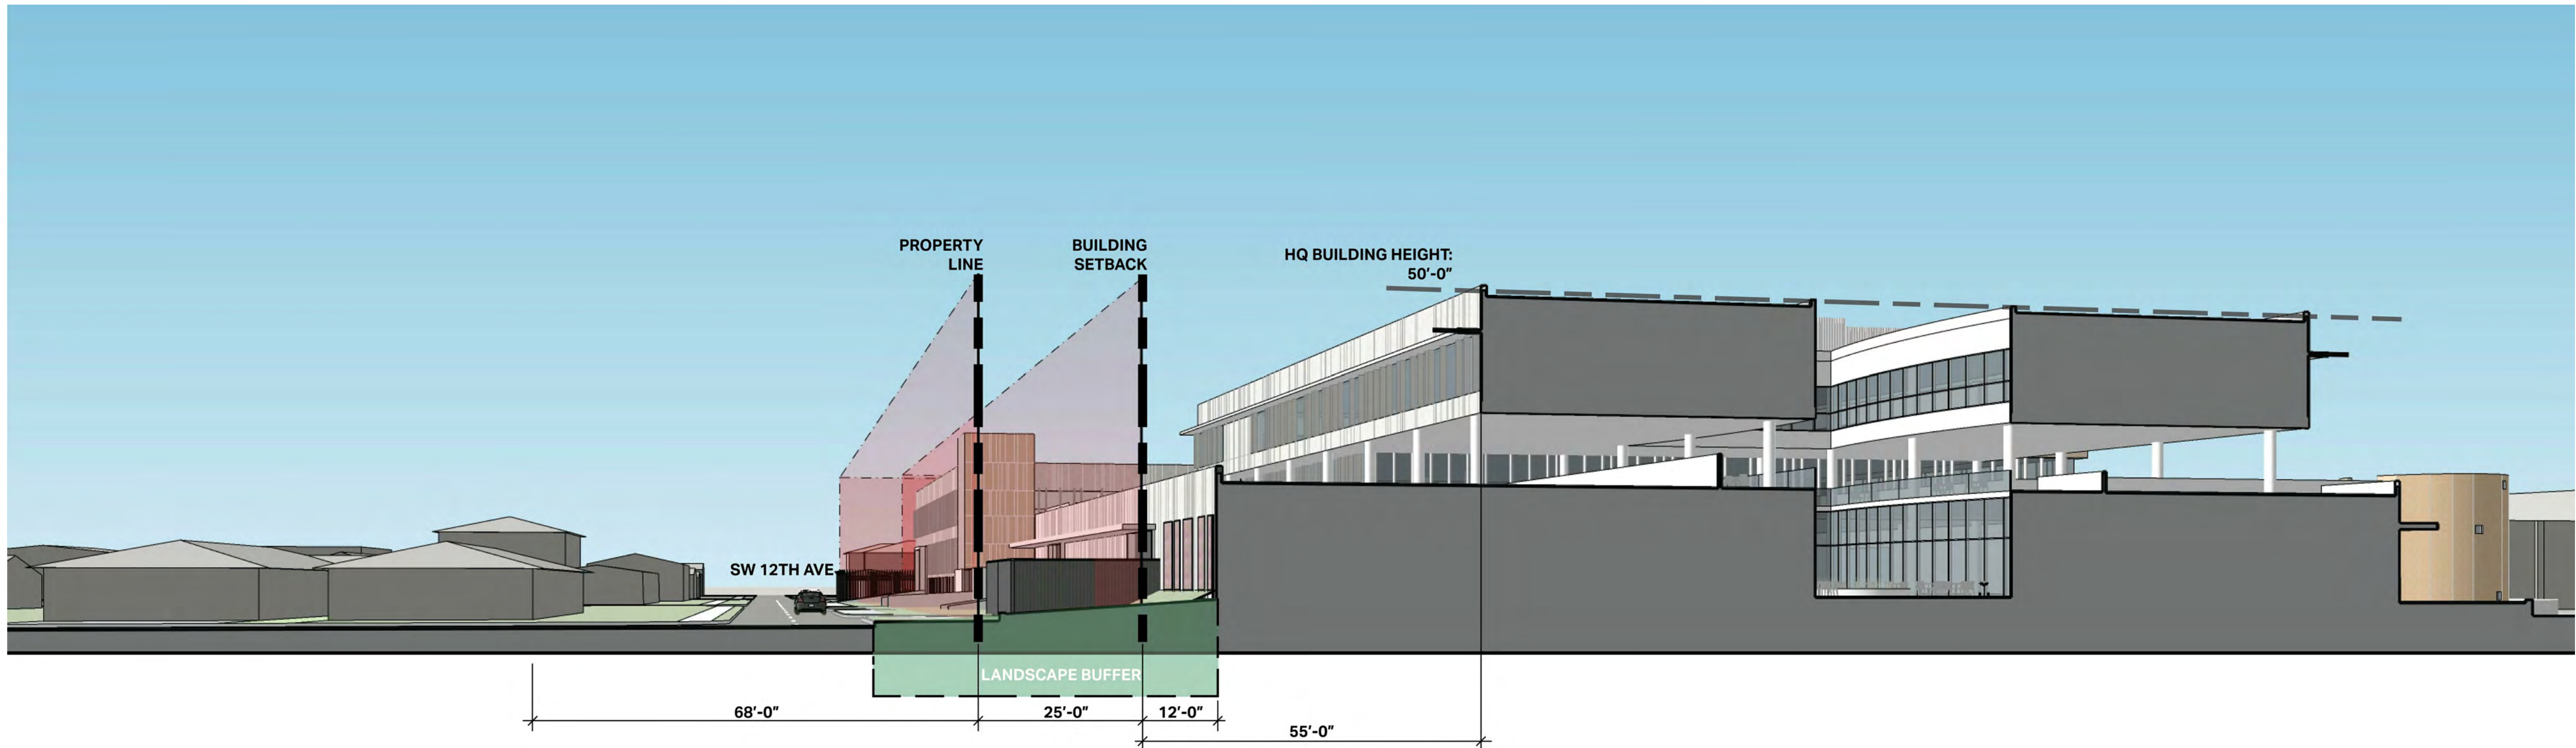 PROPERTY
LINE
BUILDING
SETBACK
HQ BUILDING HEIGHT:
50'-0"
SW 12TH AVE
LANDSCAPE BUFFER
68'-0"
25'-0"
12'-0"
55'-0"